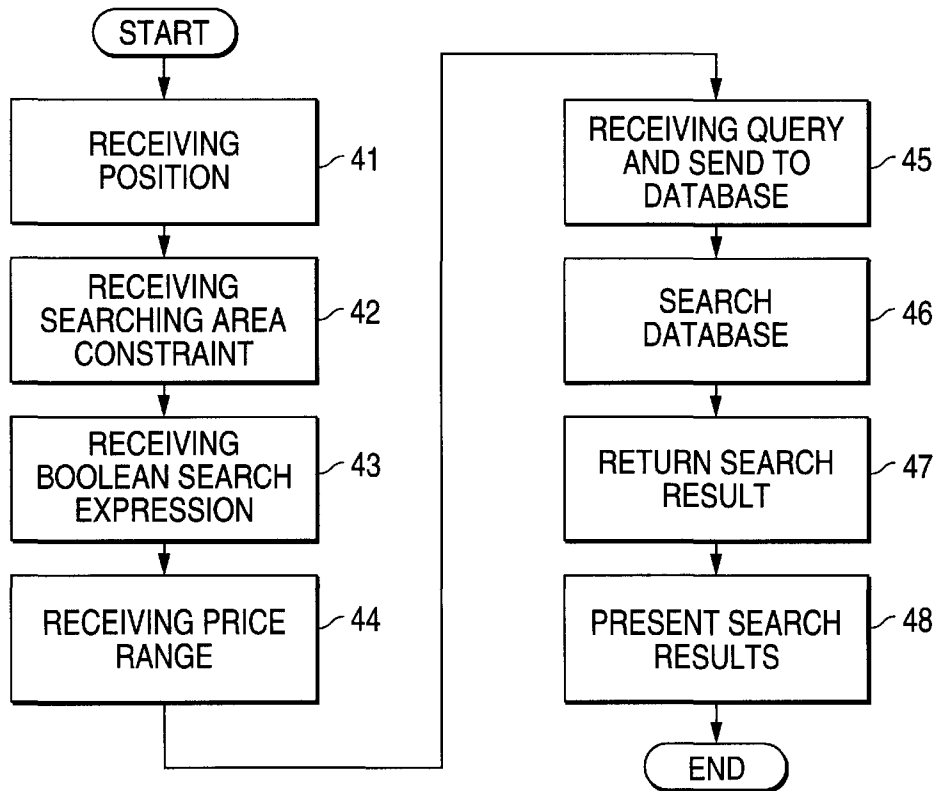 START
RECEIVING
POSITION
41
RECEIVING
SEARCHING AREA
CONSTRAINT
42
RECEIVING
BOOLEAN SEARCH
EXPRESSION
43
RECEIVING PRICE
RANGE
44
RECEIVING QUERY
AND SEND TO
DATABASE
45
SEARCH
DATABASE
46
RETURN SEARCH
RESULT
47
PRESENT SEARCH
RESULTS
48
END